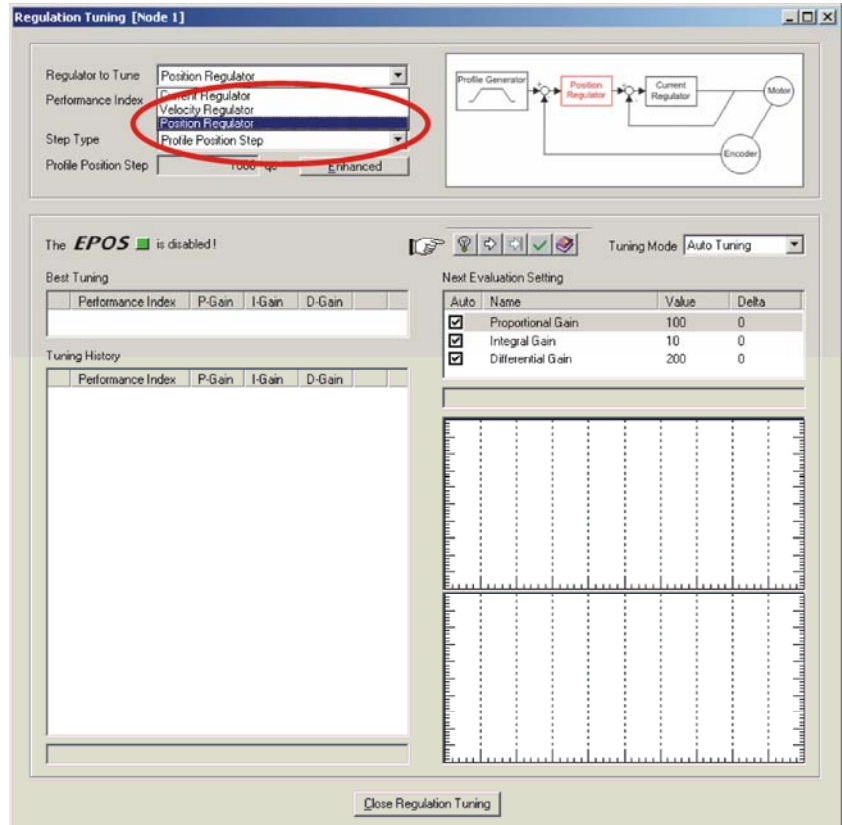 Regulation Tuning [Node 1]
Regulator to Tune Position Regulator
Performance Index Current Regulator
Velocity Regulator
Position Regulator
Step Type Profile Position Step
Profile Position Step qc Enhanced
Profile Generator
Position Regulator
Current Regulator
Motor
Encoder
The EPOS is disabled!
Tuning Mode Auto Tuning
Best Tuning
Performance Index P-Gain I-Gain D-Gain
Tuning History
Performance Index P-Gain I-Gain D-Gain
Next Evaluation Setting
Auto Name Value Delta
Proportional Gain 100 0
Integral Gain 10 0
Differential Gain 200 0
Close Regulation Tuning